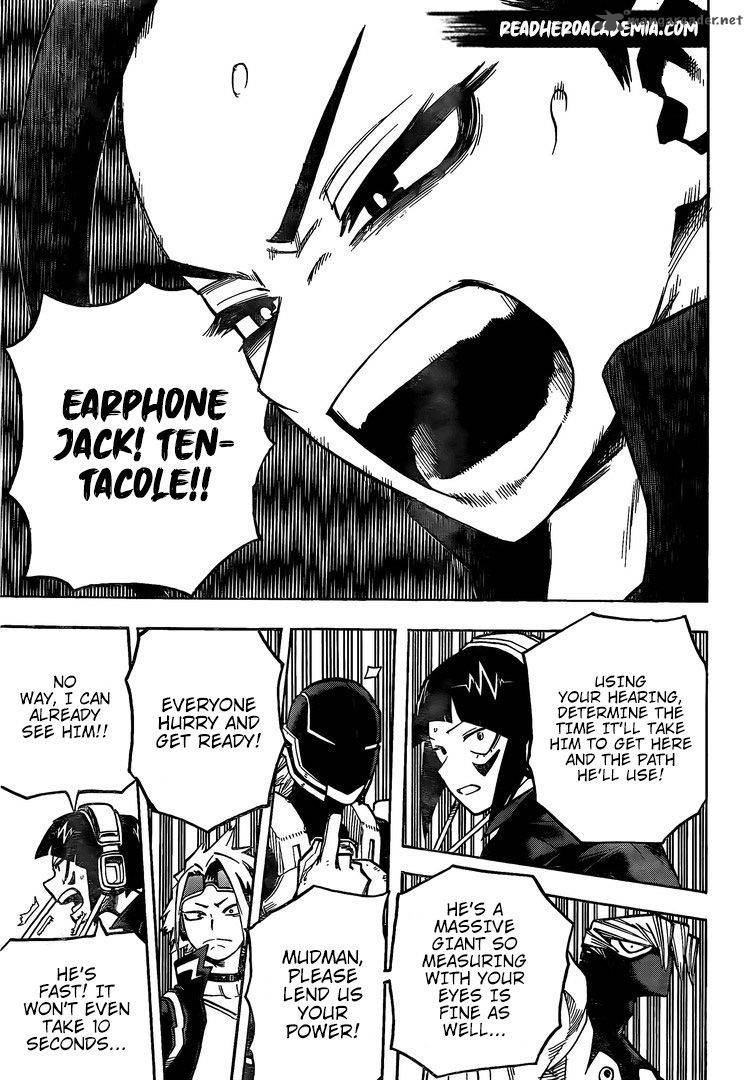 mangareader.net
READHEROACADEMIA.COM
EARPHONE
JACK! TEN-
TACOLE!!
USING
YOUR HEARING,
DETERMINE THE
TIME IT'LL TAKE
HIM TO GET HERE
AND THE PATH
HE'LL USE!
HE'S A
MASSIVE
GIANT SO
MEASURING
WITH YOUR
EYES IS
FINE AS
WELL...
EVERYONE
HURRY AND
GET READY!
MUDMAN,
PLEASE
LEND US
YOUR
POWER!
NO
WAY, I CAN
ALREADY
SEE HIM!!
HE'S
FAST! IT
WON'T EVEN
TAKE 10
SECONDS...